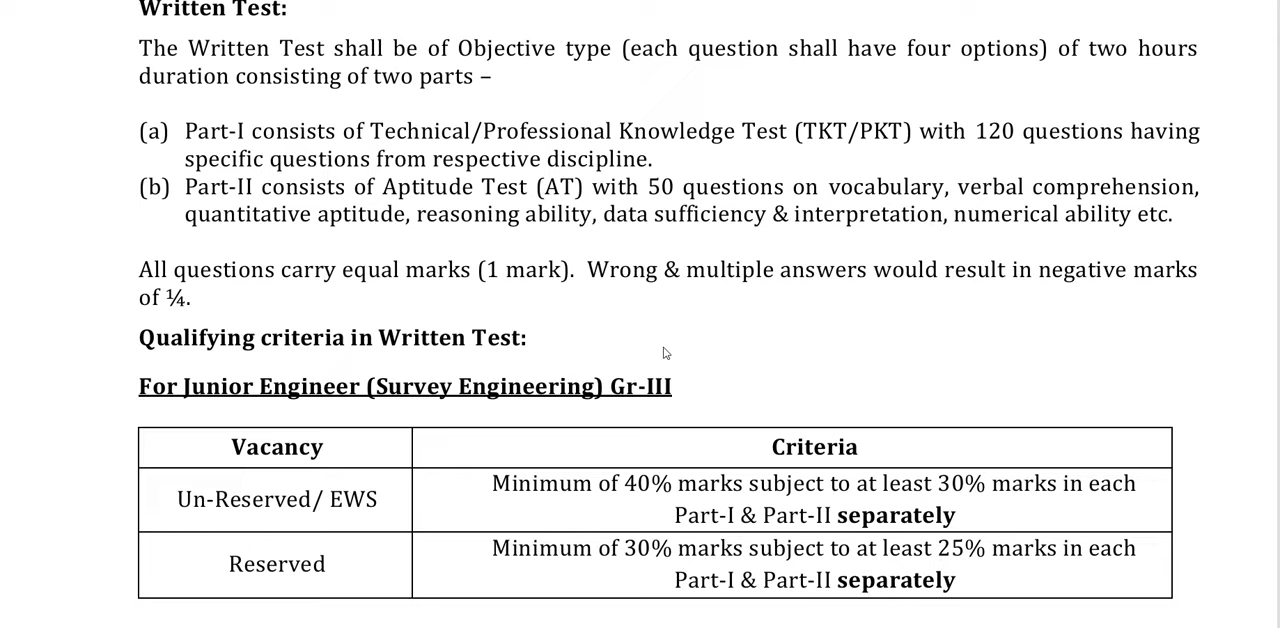 Written Test:
The Written Test shall be of Objective type (each question shall have four options) of two hours
duration consisting of two parts –
(a) Part-I consists of Technical/Professional Knowledge Test (TKT/PKT) with 120 questions having
specific questions from respective discipline.
(b) Part-II consists of Aptitude Test (AT) with 50 questions on vocabulary, verbal comprehension,
quantitative aptitude, reasoning ability, data sufficiency & interpretation, numerical ability etc.
All questions carry equal marks (1 mark). Wrong & multiple answers would result in negative marks
of ¼.
Qualifying criteria in Written Test:
For Junior Engineer (Survey Engineering) Gr-III
Vacancy Criteria
Un-Reserved/ EWS Minimum of 40% marks subject to at least 30% marks in each
Part-I & Part-II separately
Reserved Minimum of 30% marks subject to at least 25% marks in each
Part-I & Part-II separately